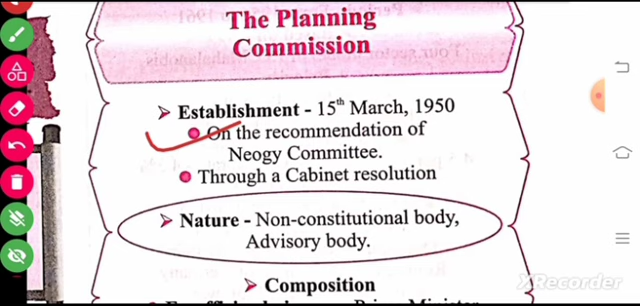 The Planning
Commission
➢ Establishment - 15th March, 1950
● On the recommendation of
Neogy Committee.
● Through a Cabinet resolution
➢ Nature - Non-constitutional body,
Advisory body.
➢ Composition
XRecorder